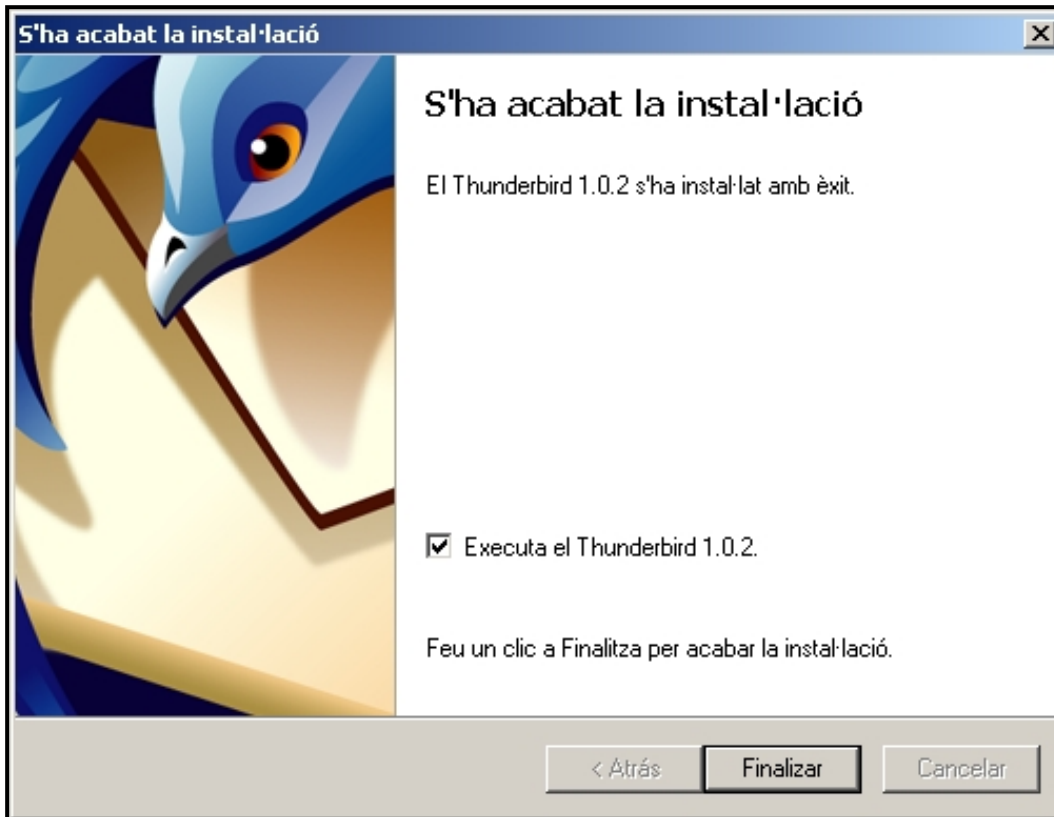 S'ha acabat la instal·lació
S'ha acabat la instal·lació
El Thunderbird 1.0.2 s'ha instal·lat amb èxit.
Executa el Thunderbird 1.0.2.
Feu un clic a Finalitza per acabar la instal·lació.
< Atrás
Finalizar
Cancelar